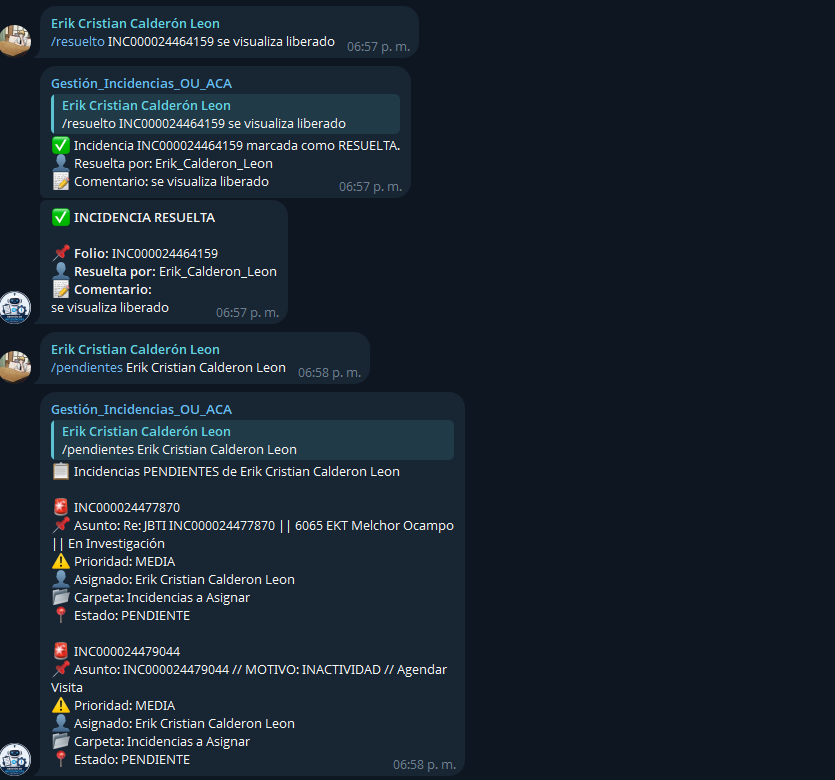 Erik Cristian Calderón Leon
/resuelto INC000024464159 se visualiza liberado
06:57 p. m.
Gestión_Incidencias_OU_ACA
Erik Cristian Calderón Leon
/resuelto INC000024464159 se visualiza liberado
✅ Incidencia INC000024464159 marcada como RESUELTA.
👤 Resuelta por: Erik_Calderon_Leon
📝 Comentario: se visualiza liberado
06:57 p. m.
✅ INCIDENCIA RESUELTA
📌 Folio: INC000024464159
👤 Resuelta por: Erik_Calderon_Leon
📝 Comentario:
se visualiza liberado
06:57 p. m.
Erik Cristian Calderón Leon
/pendientes Erik Cristian Calderon Leon
06:58 p. m.
Gestión_Incidencias_OU_ACA
Erik Cristian Calderón Leon
/pendientes Erik Cristian Calderon Leon
📋 Incidencias PENDIENTES de Erik Cristian Calderon Leon
🚨 INC000024477870
📌 Asunto: Re: JBTI INC000024477870 || 6065 EKT Melchor Ocampo
|| En Investigación
⚠️ Prioridad: MEDIA
👤 Asignado: Erik Cristian Calderon Leon
📂 Carpeta: Incidencias a Asignar
📍 Estado: PENDIENTE
🚨 INC000024479044
📌 Asunto: INC000024479044 // MOTIVO: INACTIVIDAD // Agendar
Visita
⚠️ Prioridad: MEDIA
👤 Asignado: Erik Cristian Calderon Leon
📂 Carpeta: Incidencias a Asignar
📍 Estado: PENDIENTE
06:58 p. m.